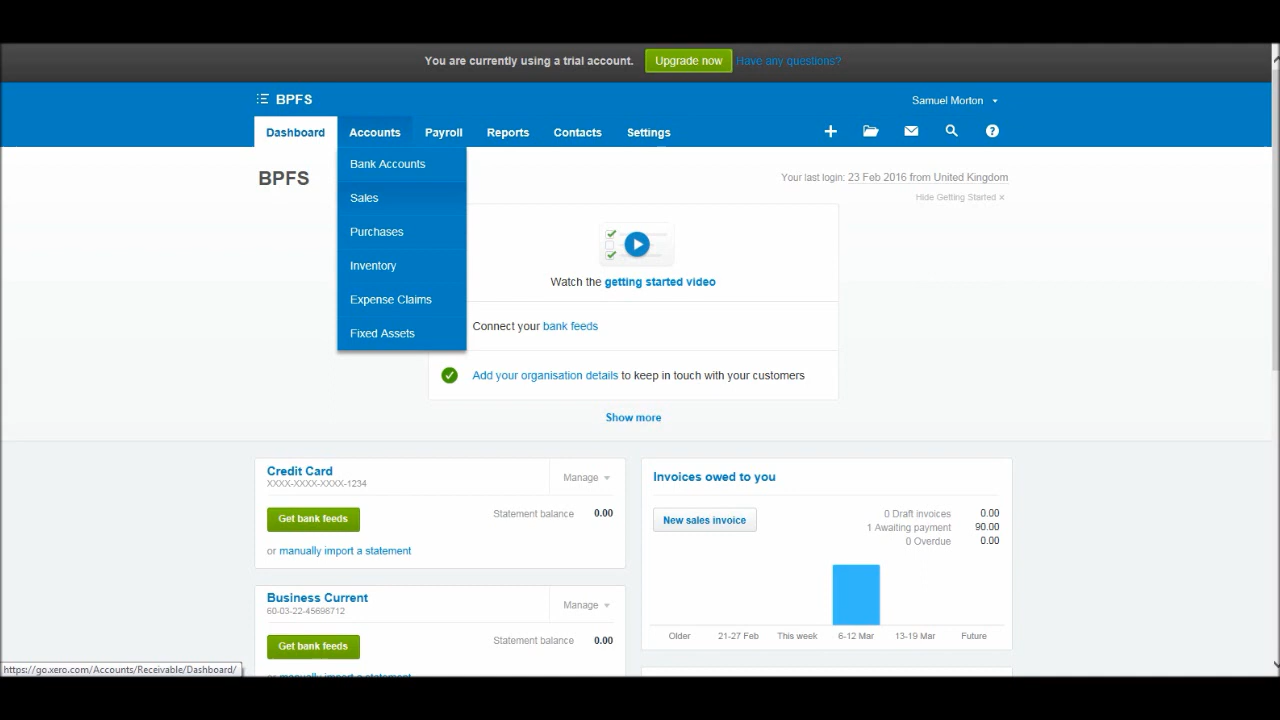 You are currently using a trial account. Upgrade now Have any questions?
BPFS
Samuel Morton
Dashboard Accounts Payroll Reports Contacts Settings
Bank Accounts
Sales
Purchases
Inventory
Expense Claims
Fixed Assets
BPFS
Your last login: 23 Feb 2016 from United Kingdom
Hide Getting Started ×
Watch the getting started video
Connect your bank feeds
Add your organisation details to keep in touch with your customers
Show more
Credit Card
XXXX-XXXX-XXXX-1234
Manage
Get bank feeds
Statement balance 0.00
or manually import a statement
Business Current
60-03-22-45698712
Manage
Get bank feeds
Statement balance 0.00
or manually import a statement
Invoices owed to you
New sales invoice
0 Draft invoices 0.00
1 Awaiting payment 90.00
0 Overdue 0.00
Older 21-27 Feb This week 6-12 Mar 13-19 Mar Future
https://go.xero.com/Accounts/Receivable/Dashboard/